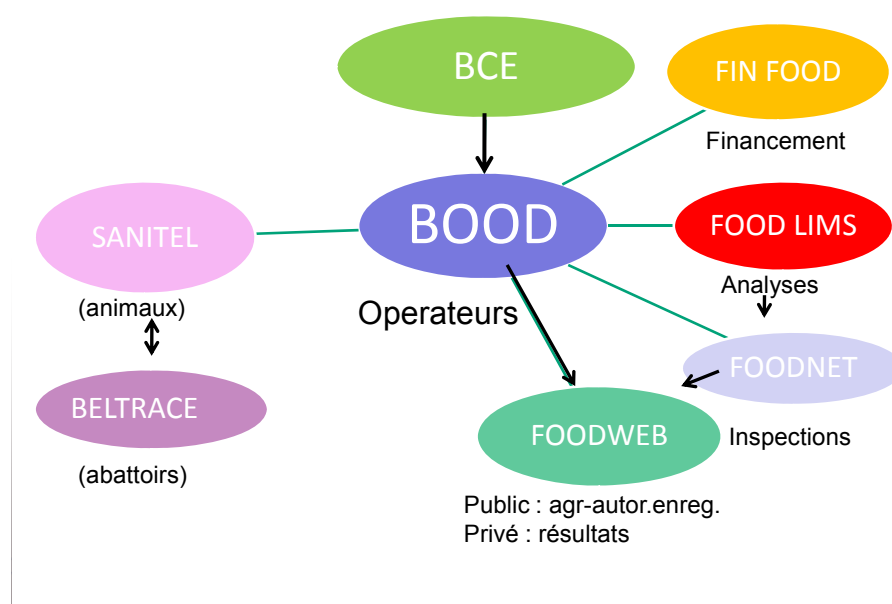 BCE
FIN FOOD
Financement
BOOD
SANITEL
FOOD LIMS
Analyses
(animaux)
Operateurs
FOODNET
BELTRACE
FOODWEB
Inspections
(abattoirs)
Public : agr-autor.enreg.
Privé : résultats